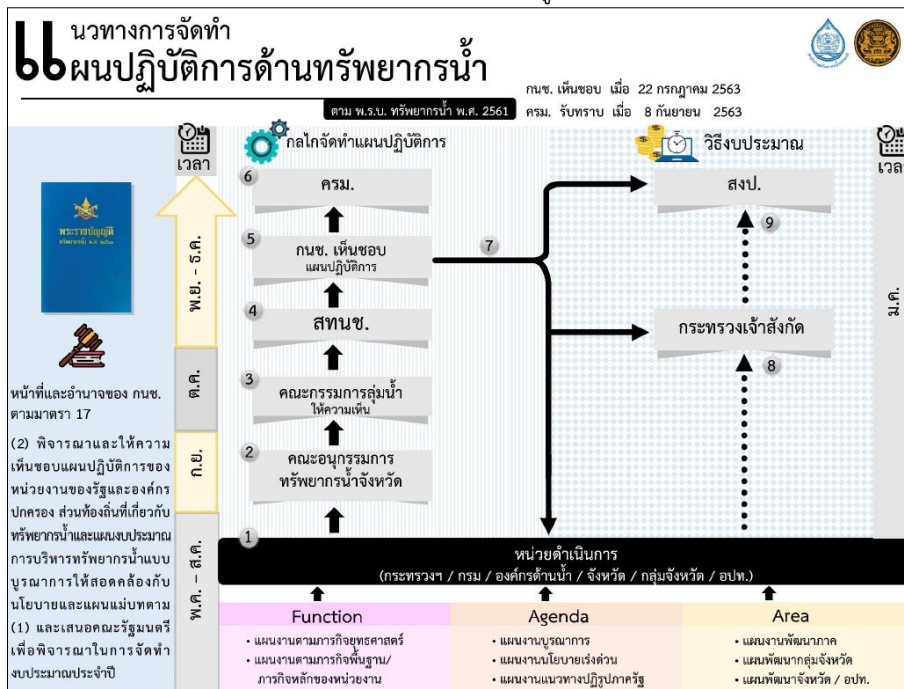 แนวทางการจัดทำ
แผนปฏิบัติการด้านทรัพยากรน้ำ
ตาม พ.ร.บ. ทรัพยากรน้ำ พ.ศ. 2561
กนช. เห็นชอบ เมื่อ 22 กรกฎาคม 2563
ครม. รับทราบ เมื่อ 8 กันยายน 2563
เวลา
กลไกจัดทำแผนปฏิบัติการ
วิธีงบประมาณ
เวลา
6
ครม.
สงป.
พระราชบัญญัติ
ทรัพยากรน้ำ พ.ศ. ๒๕๖๑
พ.ย. - ธ.ค.
5
กนช. เห็นชอบ
แผนปฏิบัติการ
7
9
4
สทนช.
กระทรวงเจ้าสังกัด
ม.ค.
8
ต.ค.
3
คณะกรรมการลุ่มน้ำ
ให้ความเห็น
ก.ย.
2
คณะอนุกรรมการ
ทรัพยากรน้ำจังหวัด
หน้าที่และอำนาจของ กนช.
ตามมาตรา 17
(2) พิจารณาและให้ความ
เห็นชอบแผนปฏิบัติการของ
หน่วยงานของรัฐและองค์กร
ปกครอง ส่วนท้องถิ่นที่เกี่ยวกับ
ทรัพยากรน้ำและแผนงบประมาณ
การบริหารทรัพยากรน้ำแบบ
บูรณาการให้สอดคล้องกับ
นโยบายและแผนแม่บทตาม
(1) และเสนอคณะรัฐมนตรี
เพื่อพิจารณาในการจัดทำ
งบประมาณประจำปี
พ.ค. – ส.ค.
1
หน่วยดำเนินการ
(กระทรวงฯ / กรม / องค์กรด้านน้ำ / จังหวัด / กลุ่มจังหวัด / อปท.)
Function
• แผนงานตามภารกิจยุทธศาสตร์
• แผนงานตามภารกิจพื้นฐาน/
ภารกิจหลักของหน่วยงาน
Agenda
• แผนงานบูรณาการ
• แผนงานนโยบายเร่งด่วน
• แผนงานแนวทางปฏิรูปภาครัฐ
Area
• แผนงานพัฒนาภาค
• แผนพัฒนากลุ่มจังหวัด
• แผนพัฒนาจังหวัด / อปท.